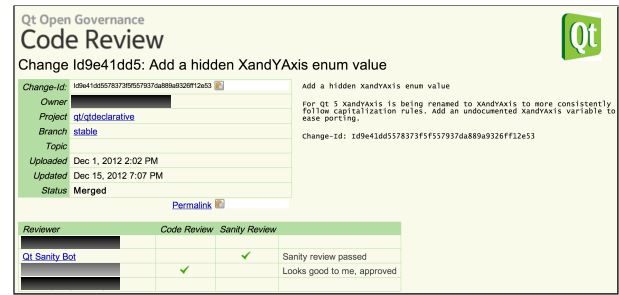 Qt Open Governance
Code Review
Qt
Change Id9e41dd5: Add a hidden XandYAxis enum value
Change-Id: Id9e41dd5578373f5f557937da889a9326ff12e53
Owner
Project qt/qtdeclarative
Branch stable
Topic
Uploaded Dec 1, 2012 2:02 PM
Updated Dec 15, 2012 7:07 PM
Status Merged
Permalink
Add a hidden XandYAxis enum value
For Qt 5 XandYAxis is being renamed to XAndYAxis to more consistently
follow capitalization rules. Add an undocumented XandYAxis variable to
ease porting.
Change-Id: Id9e41dd5578373f5f557937da889a9326ff12e53
Reviewer Code Review Sanity Review
Qt Sanity Bot Sanity review passed
Looks good to me, approved